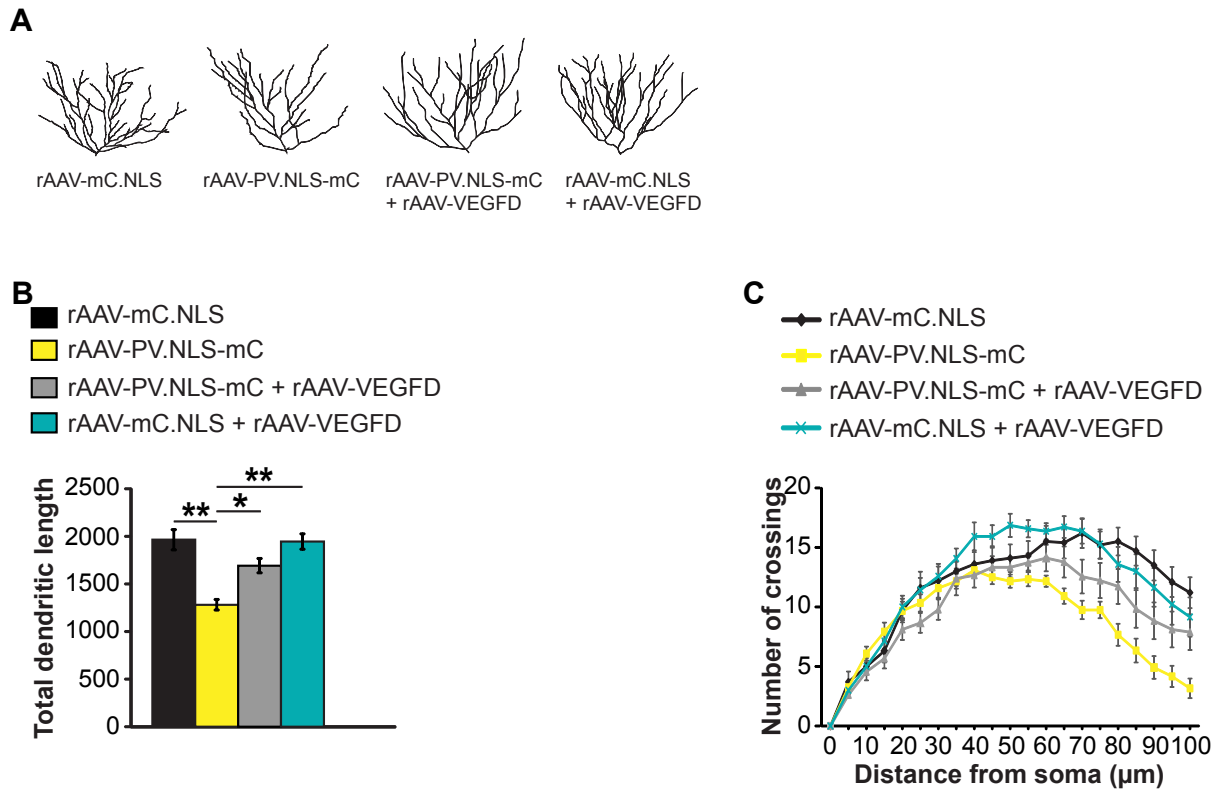 A
rAAV-mC.NLS
rAAV-PV.NLS-mC
rAAV-PV.NLS-mC
+ rAAV-VEGFD
rAAV-mC.NLS
+ rAAV-VEGFD
B
rAAV-mC.NLS
rAAV-PV.NLS-mC
rAAV-PV.NLS-mC + rAAV-VEGFD
rAAV-mC.NLS + rAAV-VEGFD
Total dendritic length
2500
2000
1500
1000
500
0
**
*
**
C
rAAV-mC.NLS
rAAV-PV.NLS-mC
rAAV-PV.NLS-mC + rAAV-VEGFD
rAAV-mC.NLS + rAAV-VEGFD
Number of crossings
20
15
10
5
0
0 10 20 30 40 50 60 70 80 90 100
Distance from soma (µm)